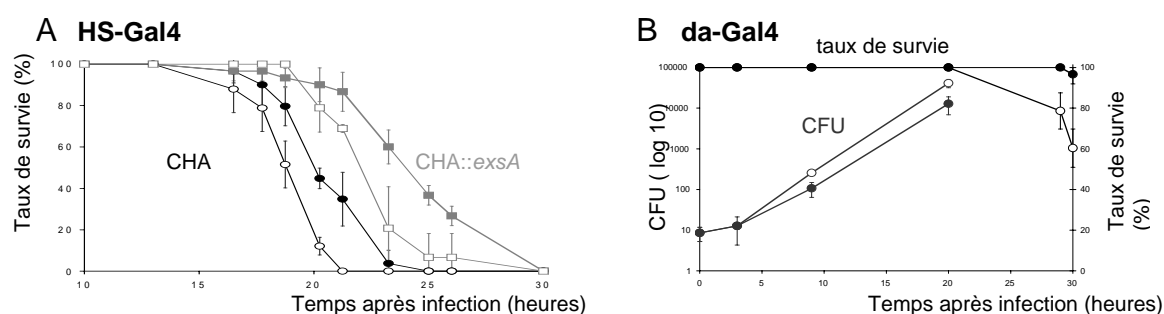 A HS-Gal4
Taux de survie (%)
100
80
60
40
20
0
CHA
CHA::exsA
10 15 20 25 30
Temps après infection (heures)
B da-Gal4
taux de survie
CFU ( log 10)
100000
10000
1000
100
10
1
CFU
100
80
60
40
20
0
Taux de survie
(%)
0 5 10 15 20 25 30
Temps après infection (heures)